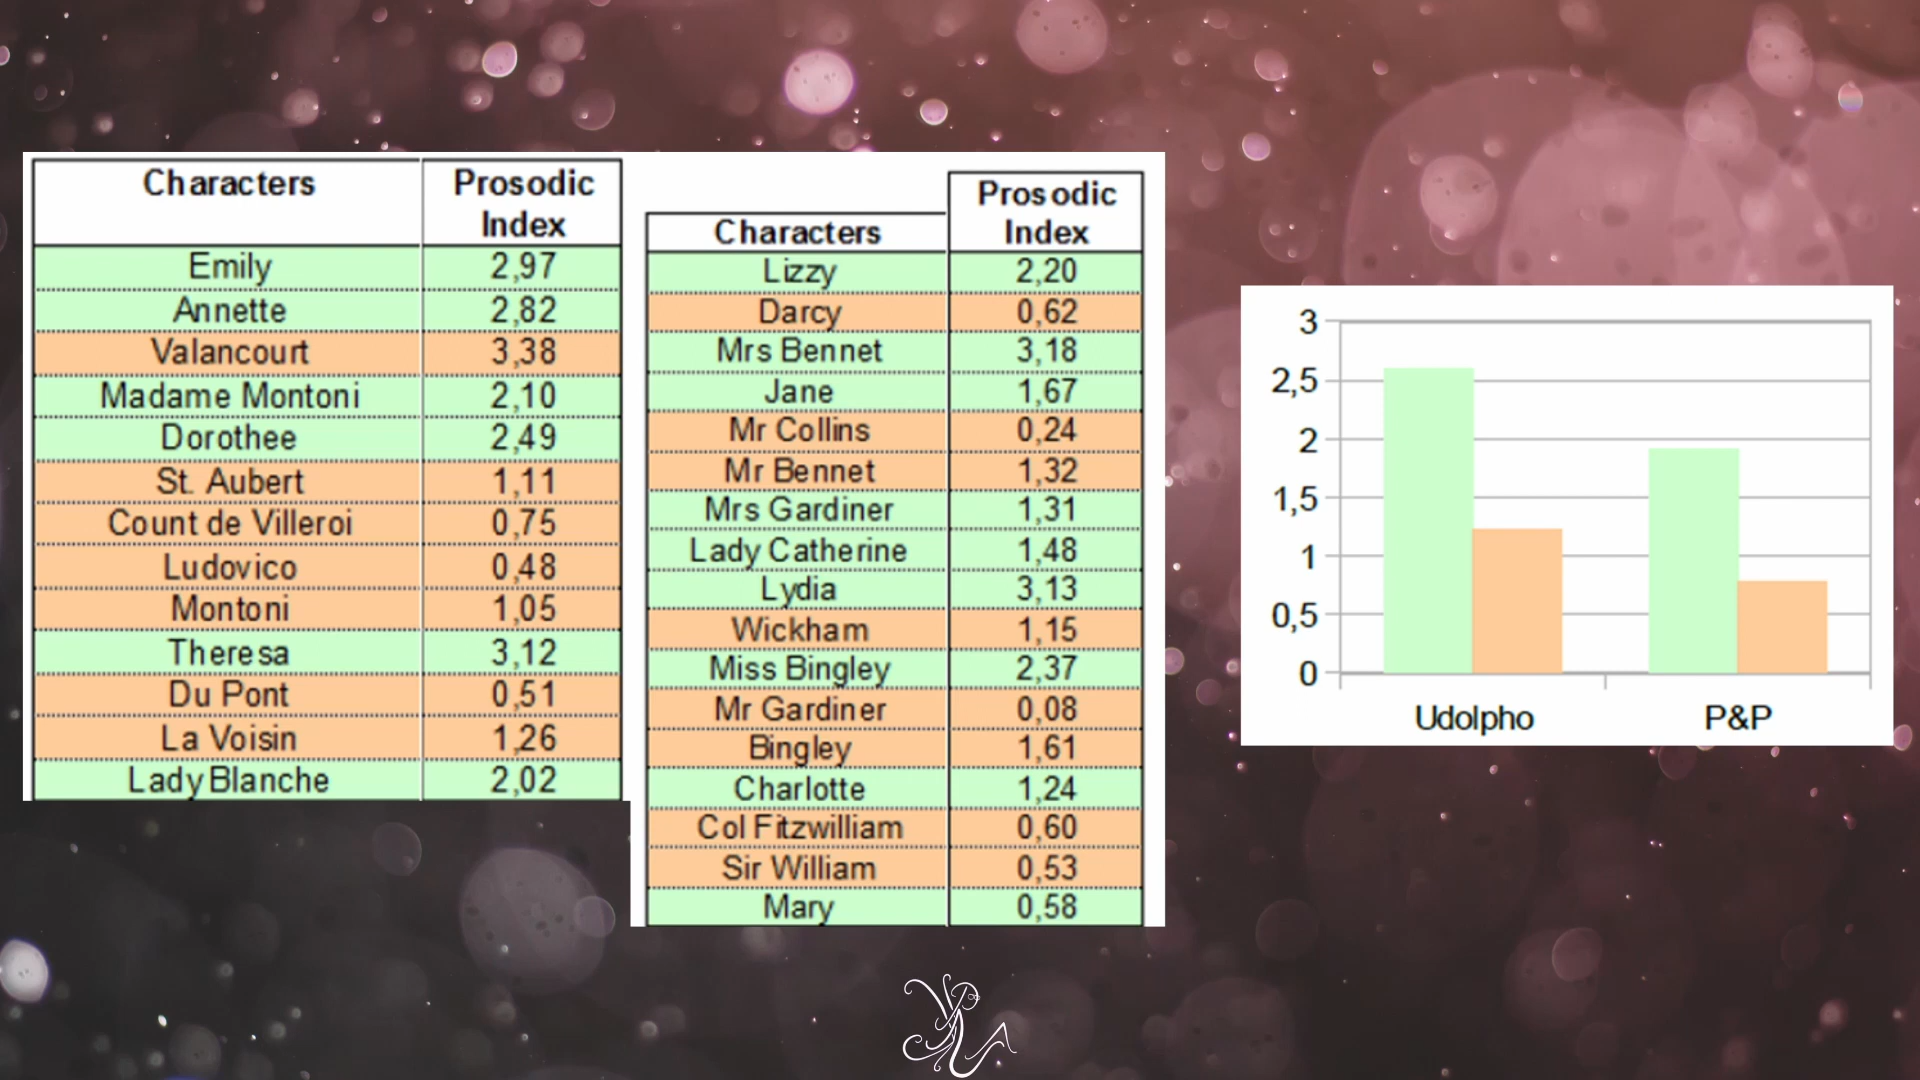 Characters Prosodic Index
Emily 2,97
Annette 2,82
Valancourt 3,38
Madame Montoni 2,10
Dorothee 2,49
St. Aubert 1,11
Count de Villeroi 0,75
Ludovico 0,48
Montoni 1,05
Theresa 3,12
Du Pont 0,51
La Voisin 1,26
Lady Blanche 2,02
Characters Prosodic Index
Lizzy 2,20
Darcy 0,62
Mrs Bennet 3,18
Jane 1,67
Mr Collins 0,24
Mr Bennet 1,32
Mrs Gardiner 1,31
Lady Catherine 1,48
Lydia 3,13
Wickham 1,15
Miss Bingley 2,37
Mr Gardiner 0,08
Bingley 1,61
Charlotte 1,24
Col Fitzwilliam 0,60
Sir William 0,53
Mary 0,58
3
2,5
2
1,5
1
0,5
0
Udolpho P&P